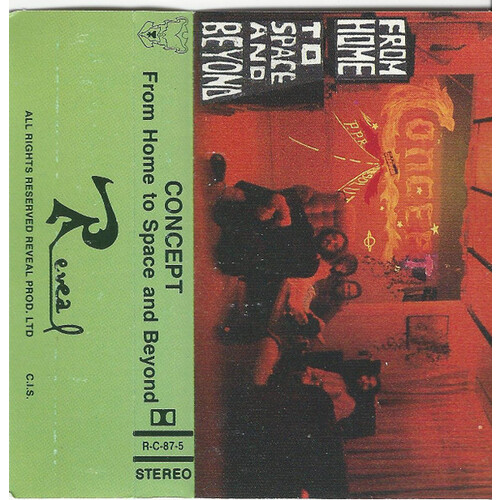 FROM
HOME
TO
SPACE
AND
BEYOND
Concept
CONCEPT
From Home to Space and Beyond
R-C-87-5
STEREO
Reveal
ALL RIGHTS RESERVED REVEAL PROD. LTD C.I.S.